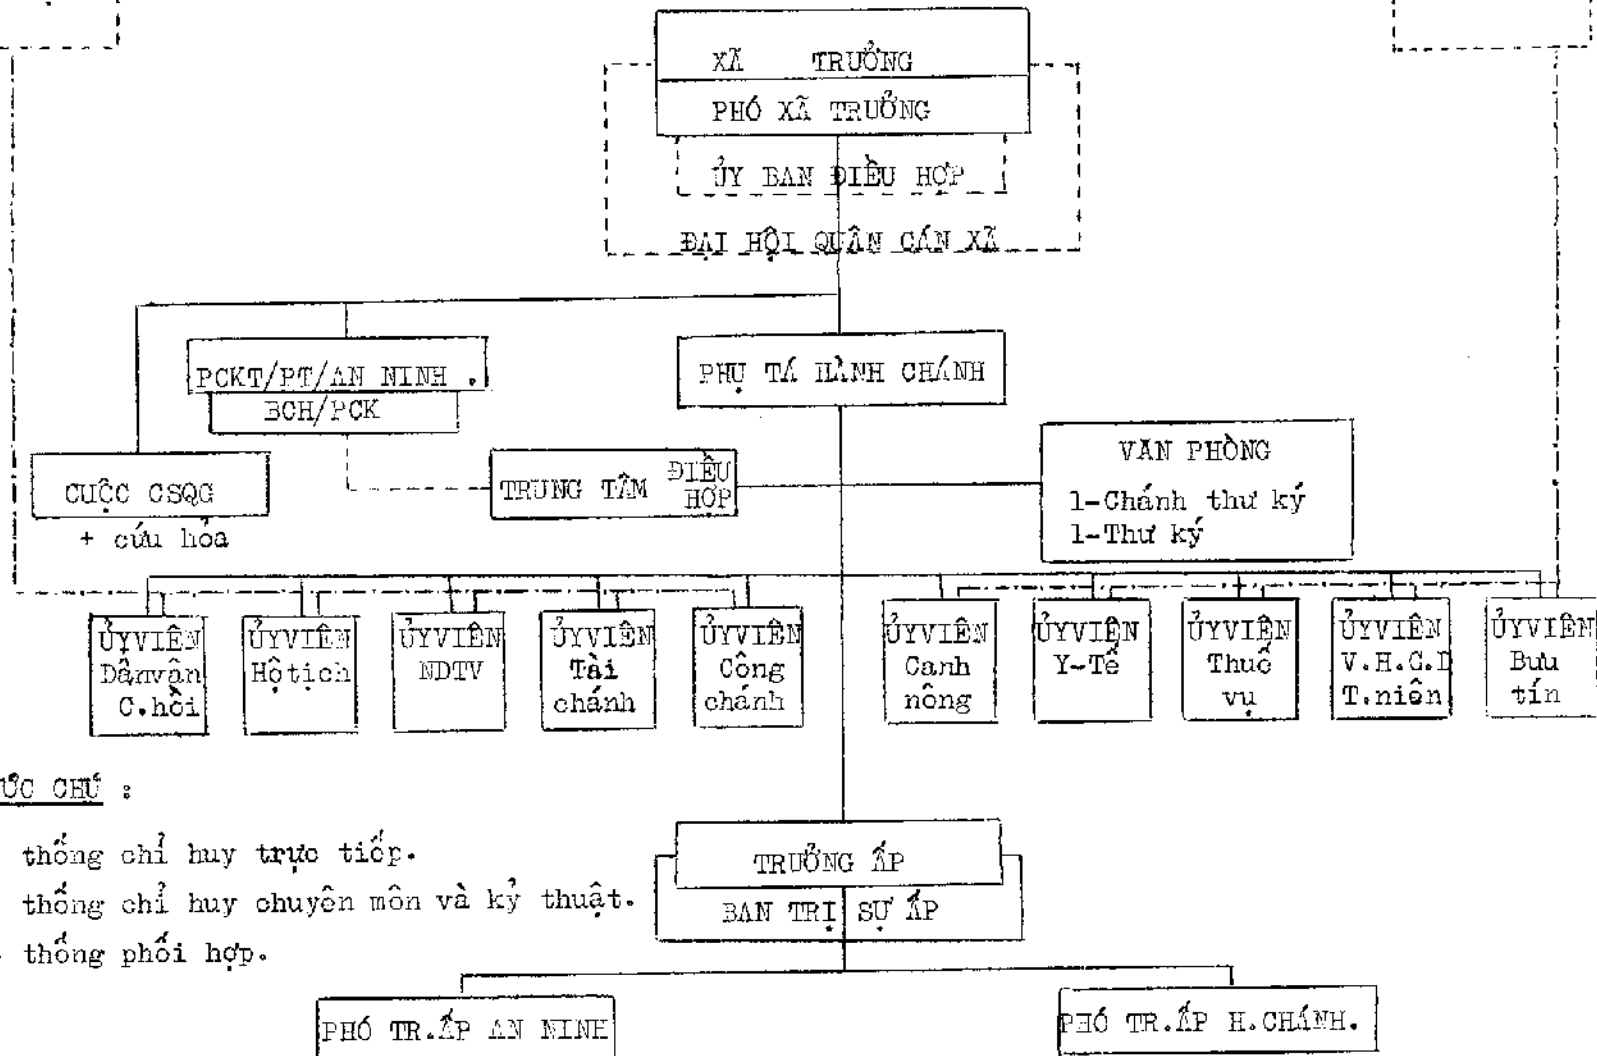 XÃ TRƯỞNG
PHÓ XÃ TRƯỞNG
ỦY BAN ĐIỀU HỢP
ĐẠI HỘI QUÂN CÁN XÃ
PCKT/PT/AN NINH .
BCH/PCK
PHỤ TÁ HÀNH CHÁNH
CUỘC CSQG
+ cứu hỏa
TRUNG TÂM ĐIỀU
HỢP
VĂN PHÒNG
1-Chánh thư ký
1-Thư ký
ỦYVIÊN
Dânvận
C.hồi
ỦYVIÊN
Hộtịch
ỦYVIÊN
NDTV
ỦYVIÊN
Tài
chánh
ỦYVIÊN
Công
chánh
ỦYVIÊN
Canh
nông
ỦYVIÊN
Y-Tế
ỦYVIÊN
Thuế
vụ
ỦYVIÊN
V.H.C.D
T.niên
ỦYVIÊN
Bưu
tín
ƯỚC CHÚ :
thống chỉ huy trực tiếp.
thống chỉ huy chuyên môn và kỷ thuật.
thống phối hợp.
TRƯỞNG ẤP
BAN TRỊ SỰ ẤP
PHÓ TR.ẤP AN NINH
PHÓ TR.ẤP H.CHÁNH.